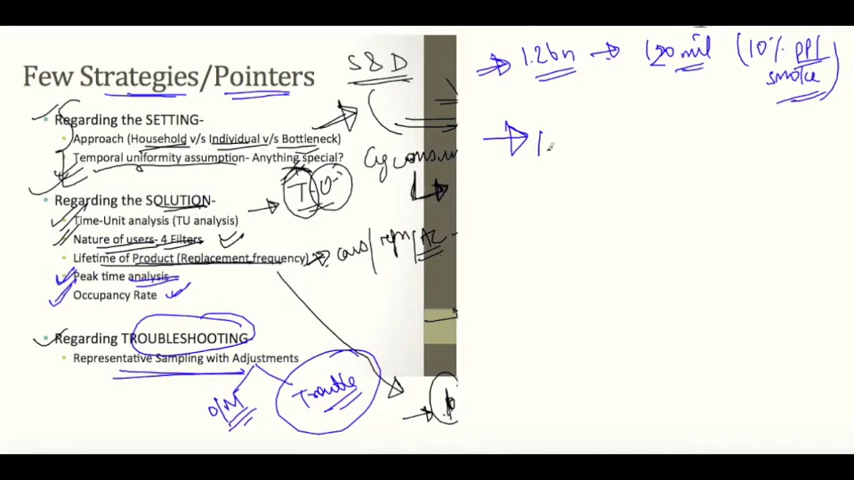 Few Strategies/Pointers
• Regarding the SETTING-
• Approach (Household v/s Individual v/s Bottleneck)
• Temporal uniformity assumption- Anything special?
• Regarding the SOLUTION-
• Time-Unit analysis (TU analysis)
• Nature of users- 4 Filters
• Lifetime of Product (Replacement frequency)
• Peak time analysis
• Occupancy Rate
• Regarding TROUBLESHOOTING
• Representative Sampling with Adjustments
S&D
cars/
AC
O/M
Trouble
1.2bn → 120 mil (10% ppl
smoke)